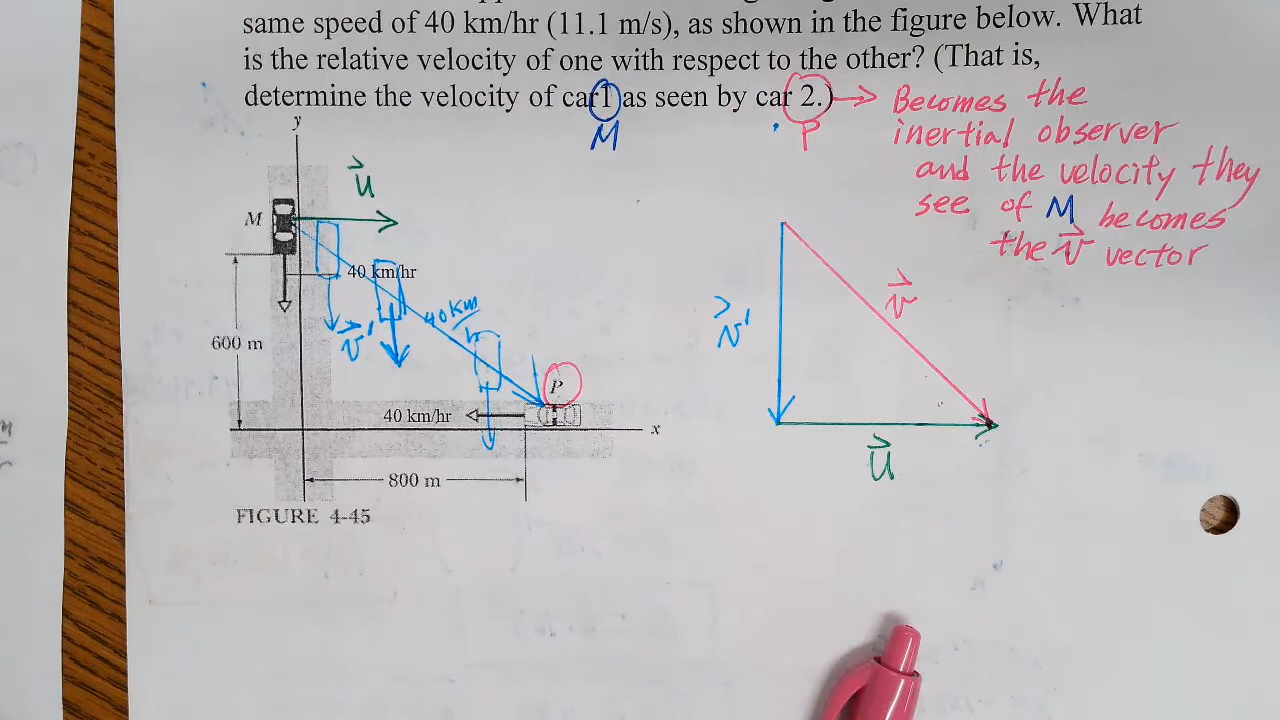 same speed of 40 km/hr (11.1 m/s), as shown in the figure below. What
is the relative velocity of one with respect to the other? (That is,
determine the velocity of car 1 as seen by car 2.) → Becomes the
M
P
inertial observer
and the velocity they
see of M becomes
the v⃗ vector
y
u⃗
M
40 km/hr
40 km/h
v⃗'
600 m
P
40 km/hr
x
800 m
FIGURE 4-45
v⃗'
v⃗
u⃗